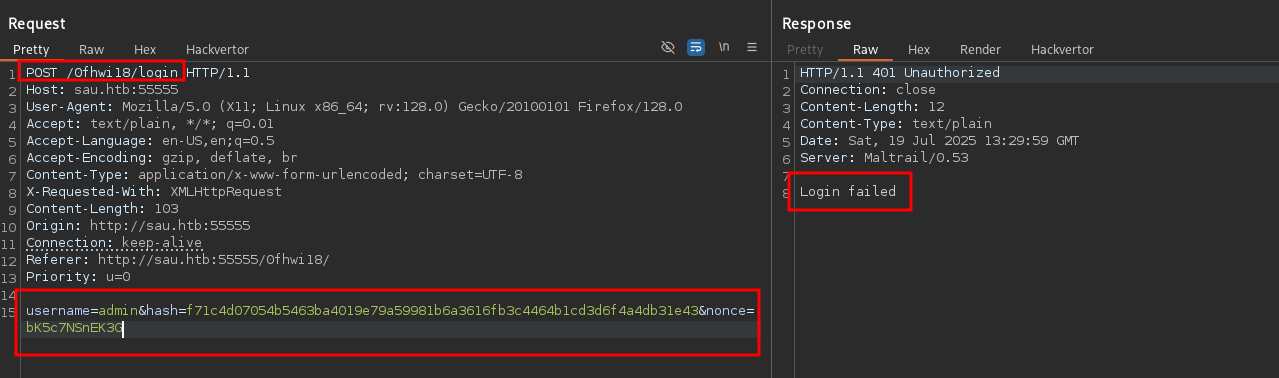 Request
Pretty Raw Hex Hackvertor \n
1 POST /0fhwi18/login HTTP/1.1
2 Host: sau.htb:55555
3 User-Agent: Mozilla/5.0 (X11; Linux x86_64; rv:128.0) Gecko/20100101 Firefox/128.0
4 Accept: text/plain, */*; q=0.01
5 Accept-Language: en-US,en;q=0.5
6 Accept-Encoding: gzip, deflate, br
7 Content-Type: application/x-www-form-urlencoded; charset=UTF-8
8 X-Requested-With: XMLHttpRequest
9 Content-Length: 103
10 Origin: http://sau.htb:55555
11 Connection: keep-alive
12 Referer: http://sau.htb:55555/0fhwi18/
13 Priority: u=0
14
15 username=admin&hash=f71c4d07054b5463ba4019e79a59981b6a3616fb3c4464b1cd3d6f4a4db31e43&nonce=
bK5c7NSnEK3G
Response
Pretty Raw Hex Render Hackvertor
1 HTTP/1.1 401 Unauthorized
2 Connection: close
3 Content-Length: 12
4 Content-Type: text/plain
5 Date: Sat, 19 Jul 2025 13:29:59 GMT
6 Server: Maltrail/0.53
7
8 Login failed